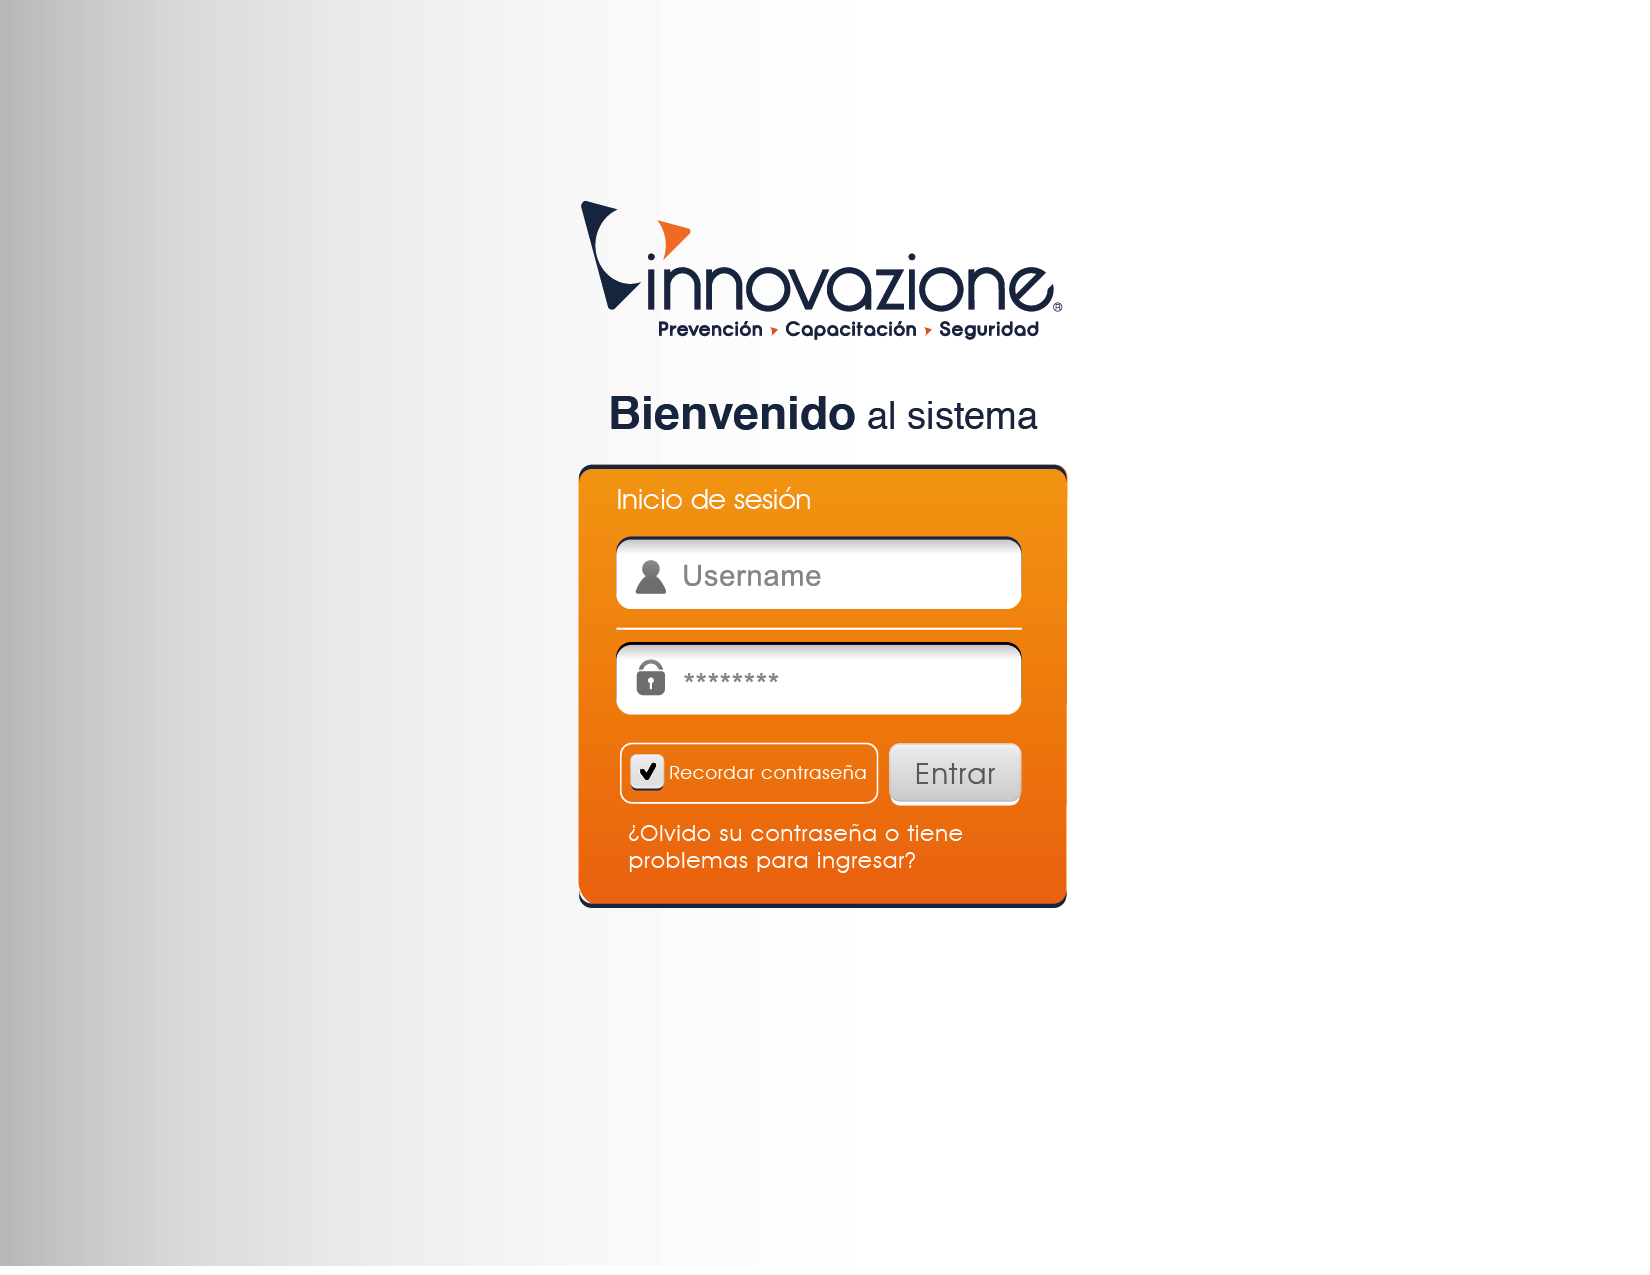 innovazione®
Prevención Capacitación Seguridad
Bienvenido al sistema
Inicio de sesión
Username
********
Recordar contraseña
Entrar
¿Olvido su contraseña o tiene
problemas para ingresar?